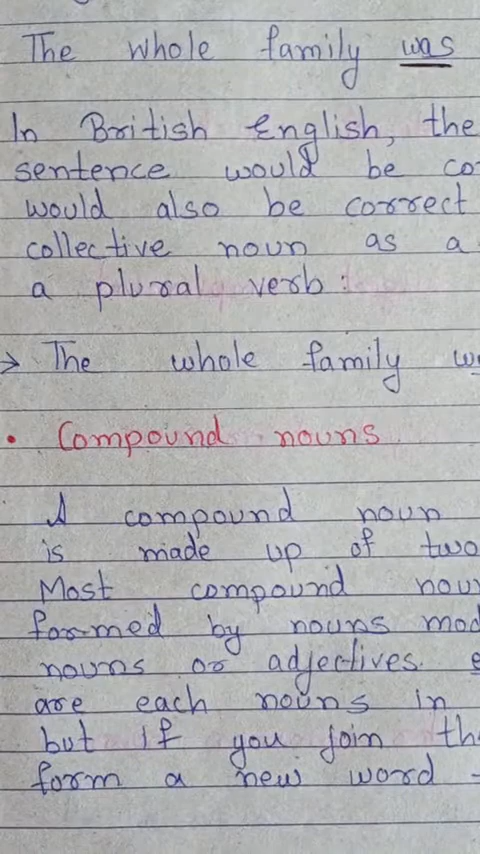 The whole family was
In British English, the
sentence would be co
would also be correct
collective noun as a
a plural verb:
→ The whole family w
• Compound nouns
A compound noun
is made up of two
Most compound nou
formed by nouns mod
nouns or adjectives.
are each nouns in
but if you join th
form a new word -